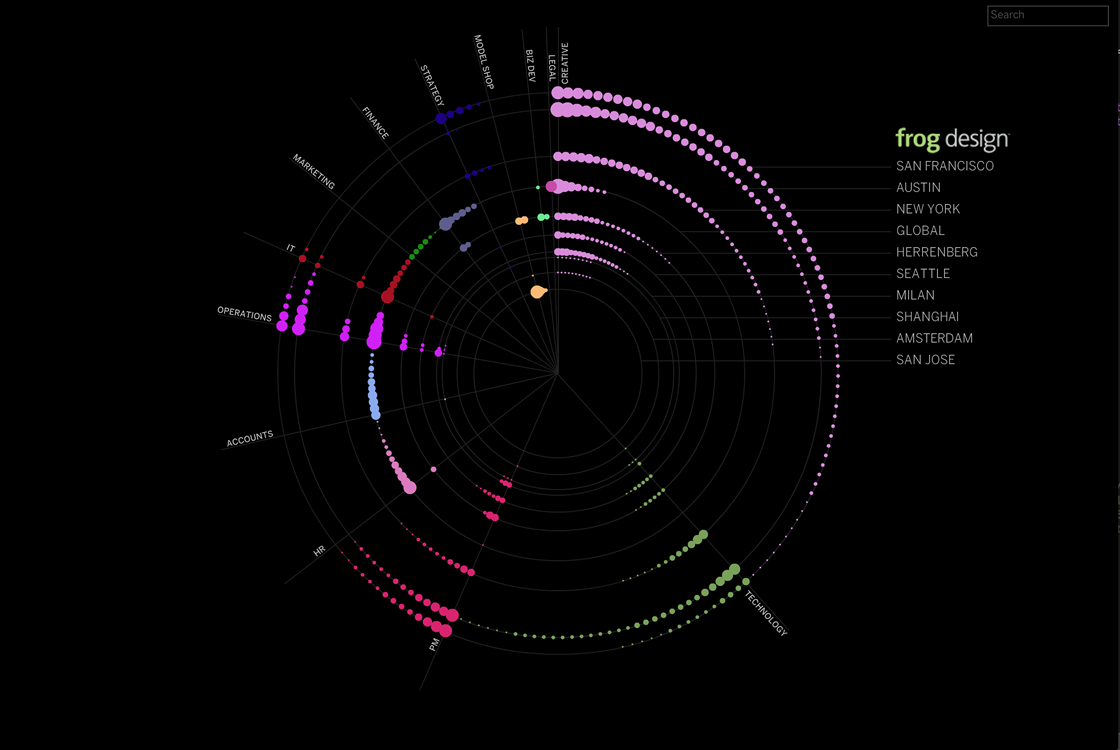 Search
MODEL SHOP
BIZ DEV
LEGAL
CREATIVE
STRATEGY
FINANCE
MARKETING
IT
OPERATIONS
ACCOUNTS
HR
PM
TECHNOLOGY
frog design
SAN FRANCISCO
AUSTIN
NEW YORK
GLOBAL
HERRENBERG
SEATTLE
MILAN
SHANGHAI
AMSTERDAM
SAN JOSE